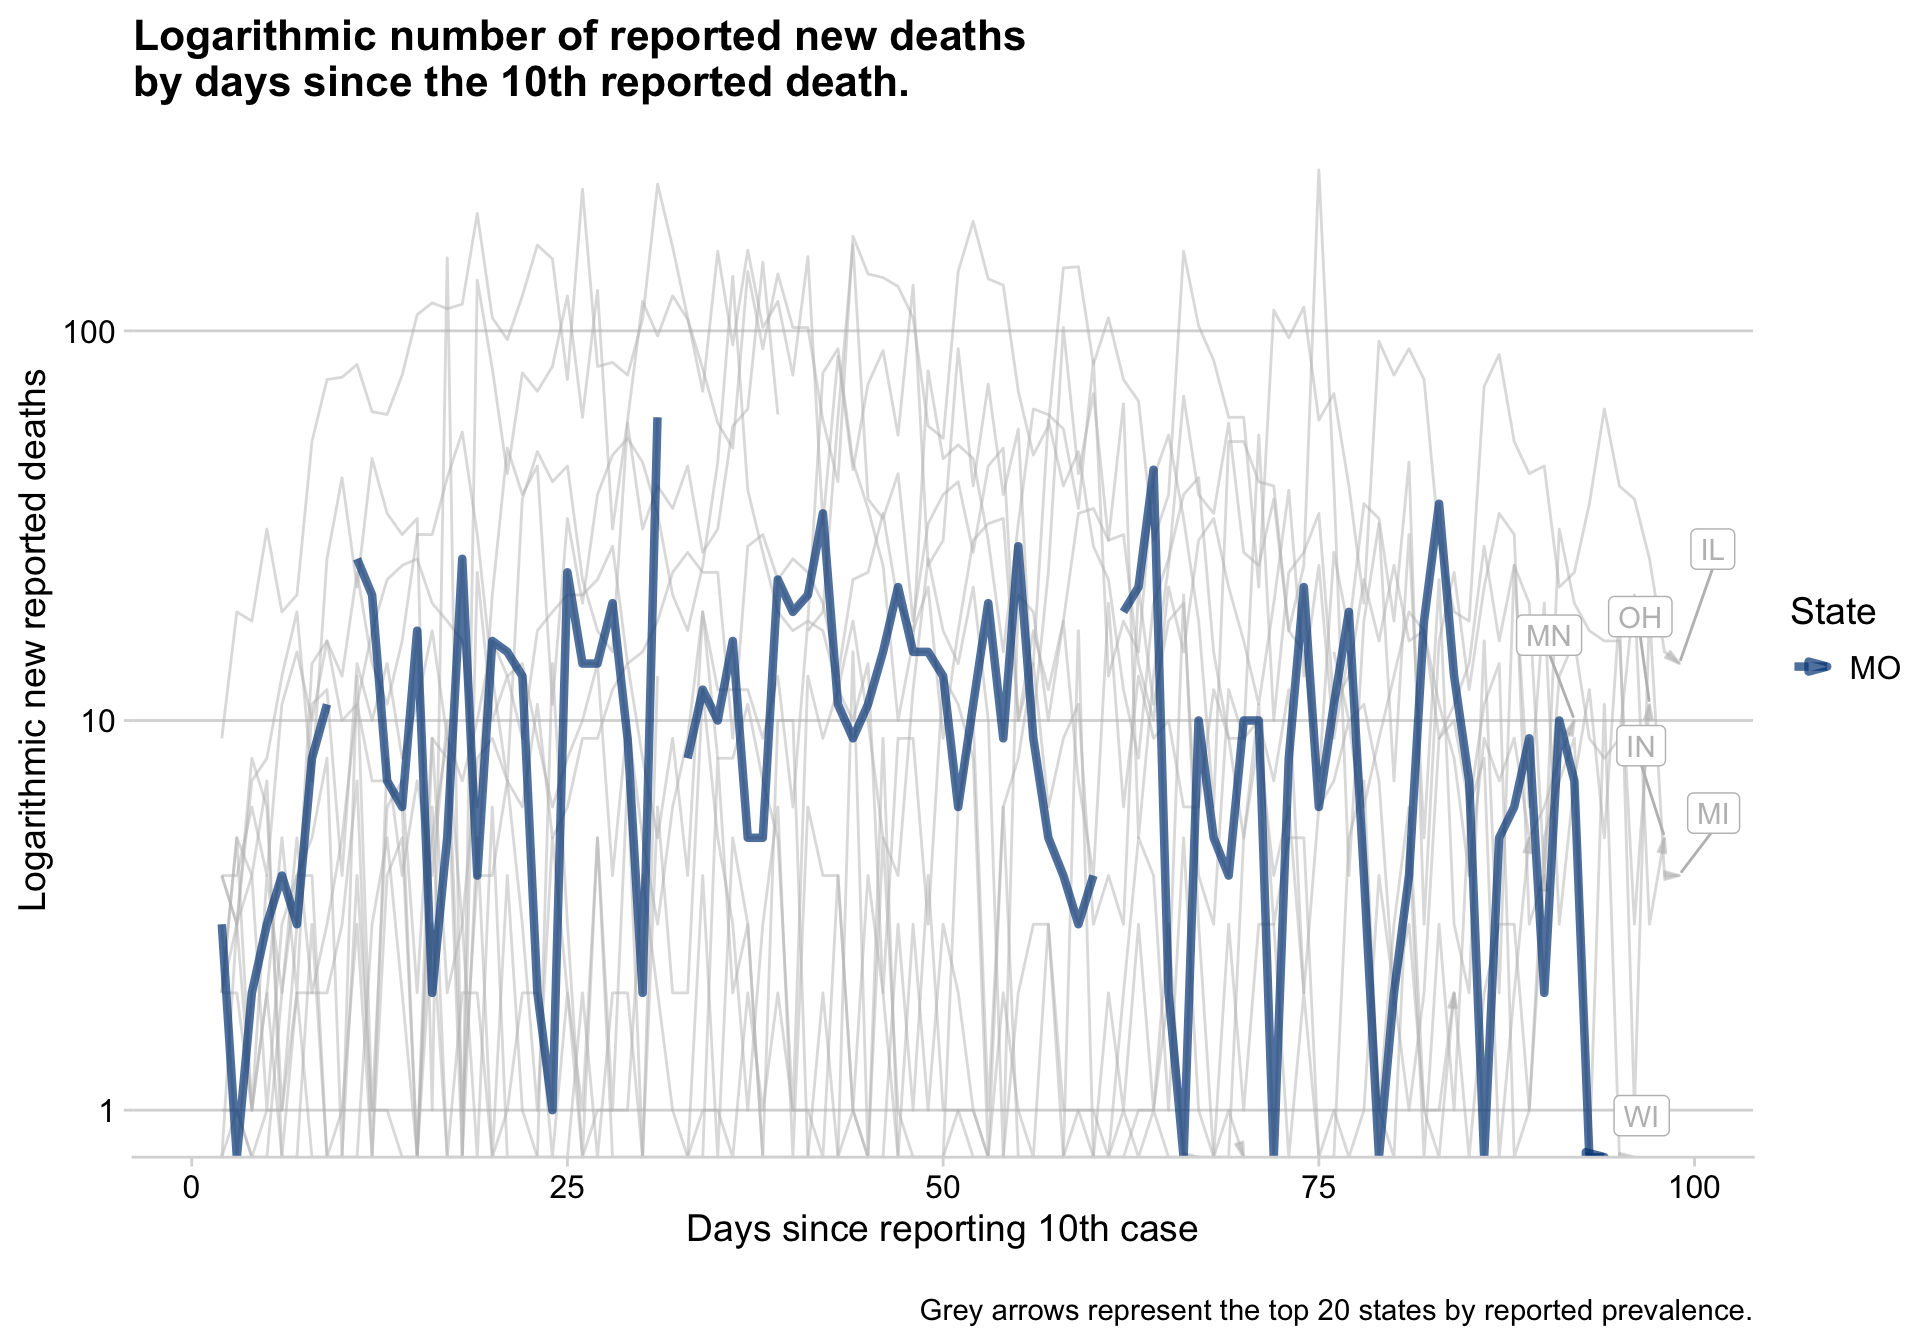 Logarithmic number of reported new deaths
by days since the 10th reported death.
Logarithmic new reported deaths
100
10
1
IL
OH
MN
IN
MI
WI
State
MO
0 25 50 75 100
Days since reporting 10th case
Grey arrows represent the top 20 states by reported prevalence.